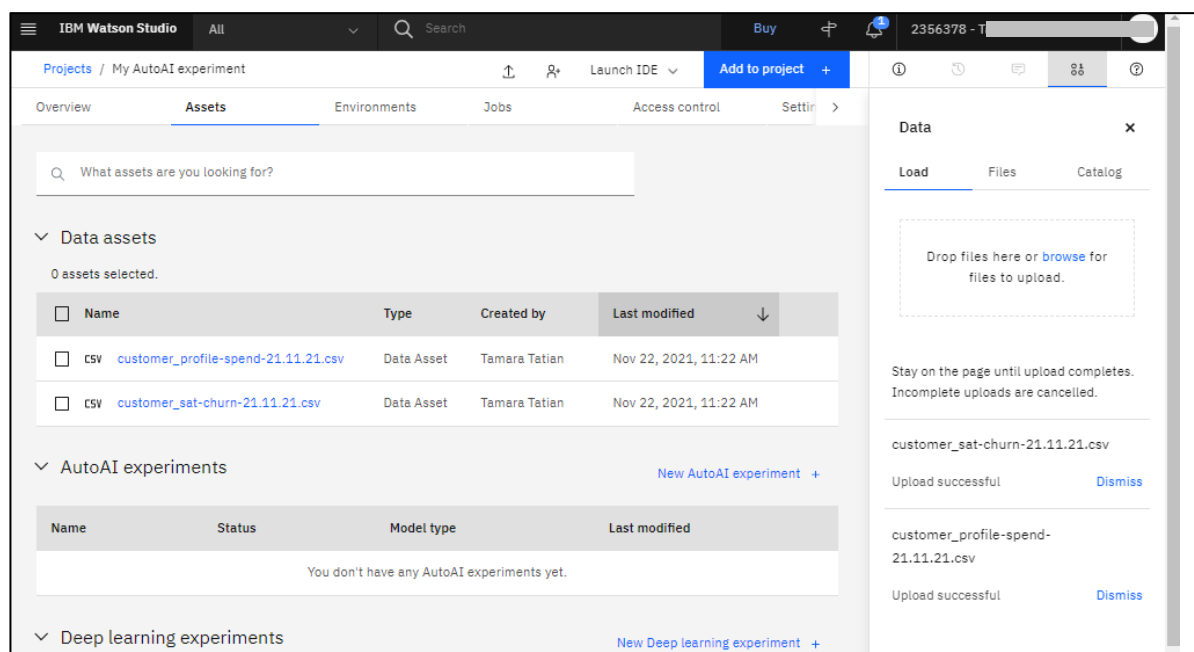 IBM Watson Studio
All
Search
Buy
1
2356378 - T
Projects / My AutoAI experiment
Launch IDE
Add to project +
Overview
Assets
Environments
Jobs
Access control
Settin
What assets are you looking for?
Data assets
0 assets selected.
Name Type Created by Last modified
CSV customer_profile-spend-21.11.21.csv Data Asset Tamara Tatian Nov 22, 2021, 11:22 AM
CSV customer_sat-churn-21.11.21.csv Data Asset Tamara Tatian Nov 22, 2021, 11:22 AM
AutoAI experiments
New AutoAI experiment +
Name Status Model type Last modified
You don't have any AutoAI experiments yet.
Deep learning experiments
New Deep learning experiment +
Data
Load
Files
Catalog
Drop files here or browse for
files to upload.
Stay on the page until upload completes.
Incomplete uploads are cancelled.
customer_sat-churn-21.11.21.csv
Upload successful Dismiss
customer_profile-spend-
21.11.21.csv
Upload successful Dismiss